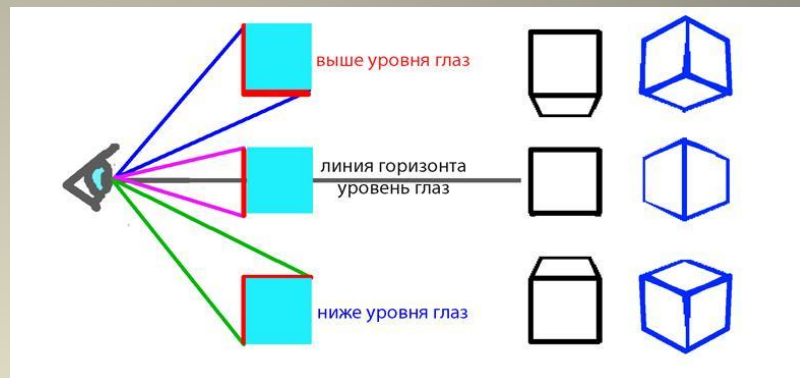 выше уровня глаз
линия горизонта
уровень глаз
ниже уровня глаз